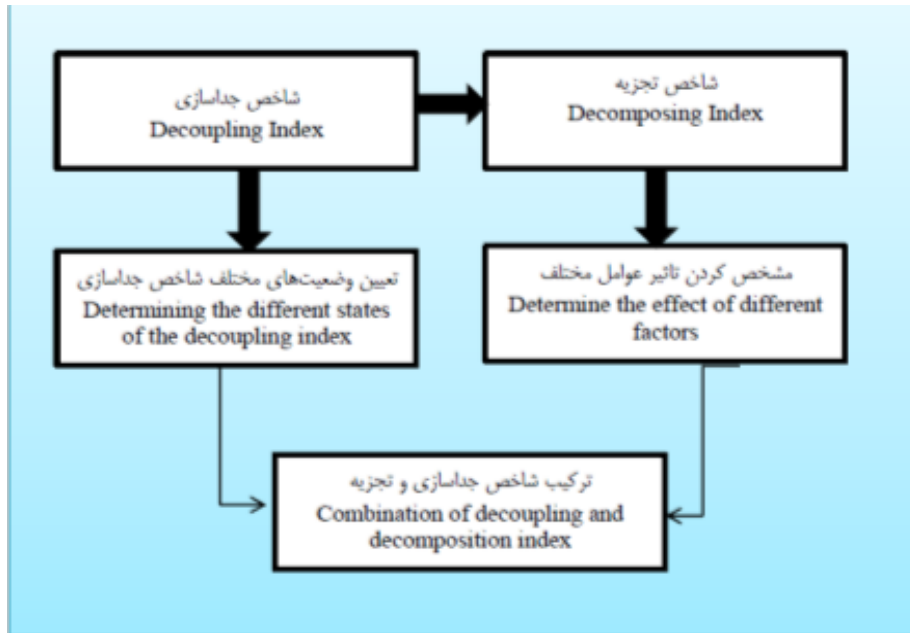 شاخص جداسازی
Decoupling Index
شاخص تجزیه
Decomposing Index
تعیین وضعیت‌های مختلف شاخص جداسازی
Determining the different states
of the decoupling index
مشخص کردن تاثیر عوامل مختلف
Determine the effect of different
factors
ترکیب شاخص جداسازی و تجزیه
Combination of decoupling and
decomposition index